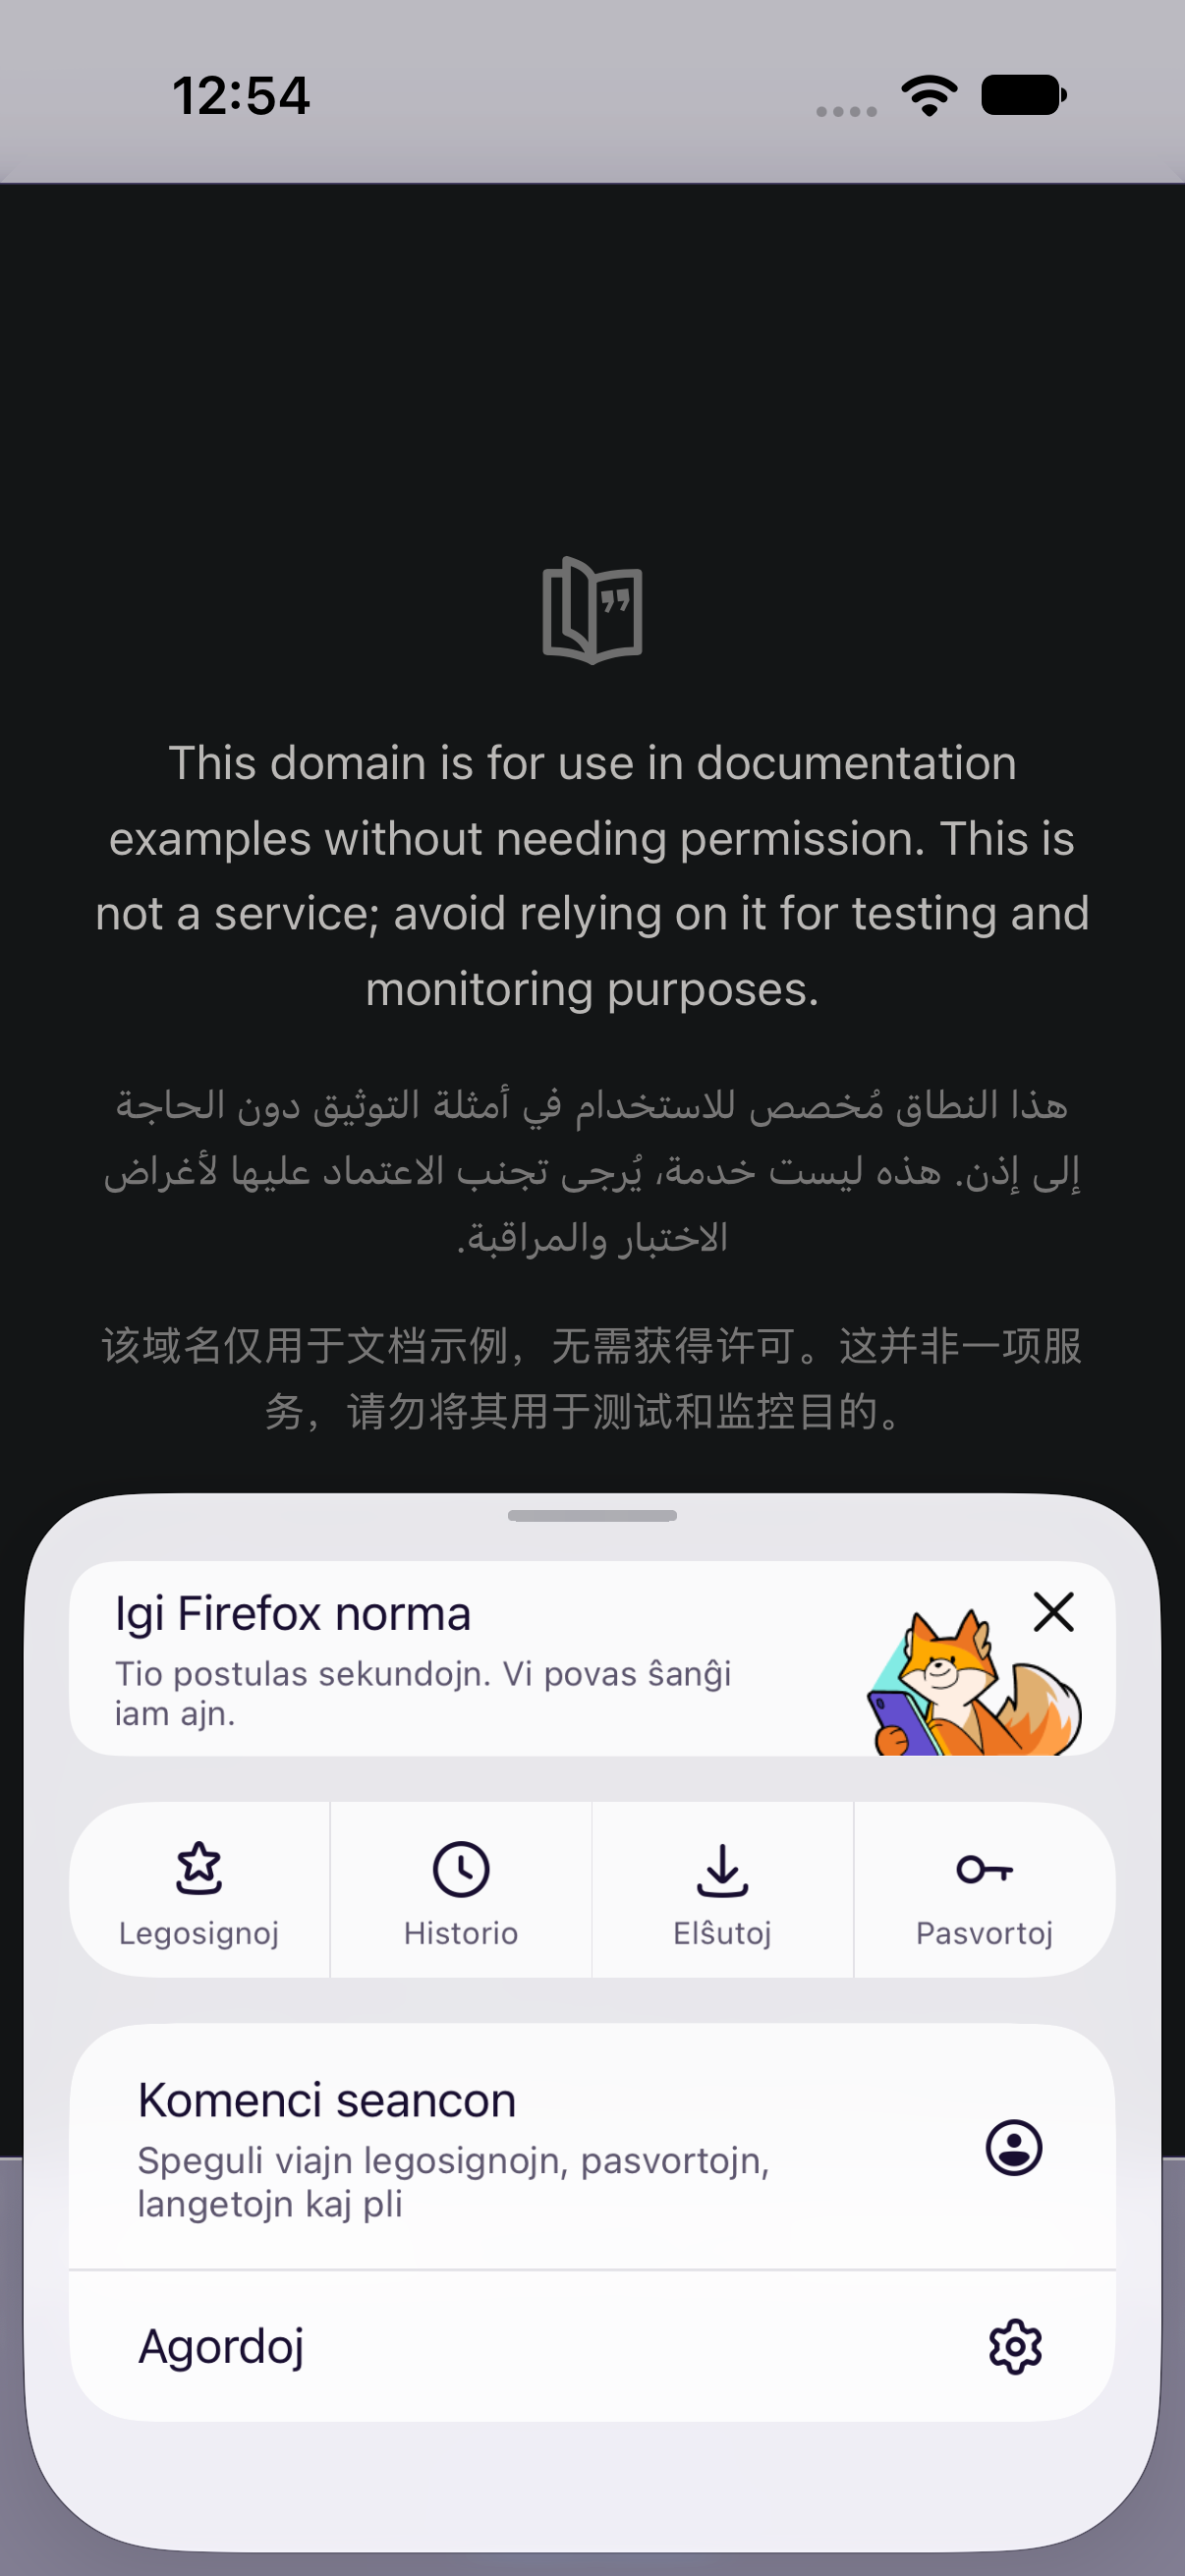 12:54
This domain is for use in documentation
examples without needing permission. This is
not a service; avoid relying on it for testing and
monitoring purposes.
هذا النطاق مُخصص للاستخدام في أمثلة التوثيق دون الحاجة
إلى إذن. هذه ليست خدمة، يُرجى تجنب الاعتماد عليها لأغراض
الاختبار والمراقبة.
该域名仅用于文档示例，无需获得许可。这并非一项服
务，请勿将其用于测试和监控目的。
Igi Firefox norma
Tio postulas sekundojn. Vi povas ŝanĝi
iam ajn.
Legosignoj
Historio
Elŝutoj
Pasvortoj
Komenci seancon
Speguli viajn legosignojn, pasvortojn,
langetojn kaj pli
Agordoj